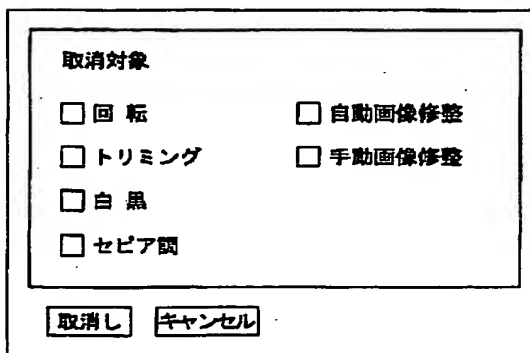 取消対象
回 転
自動画像修整
トリミング
手動画像修整
白 黒
セピア調
取消し
キャンセル